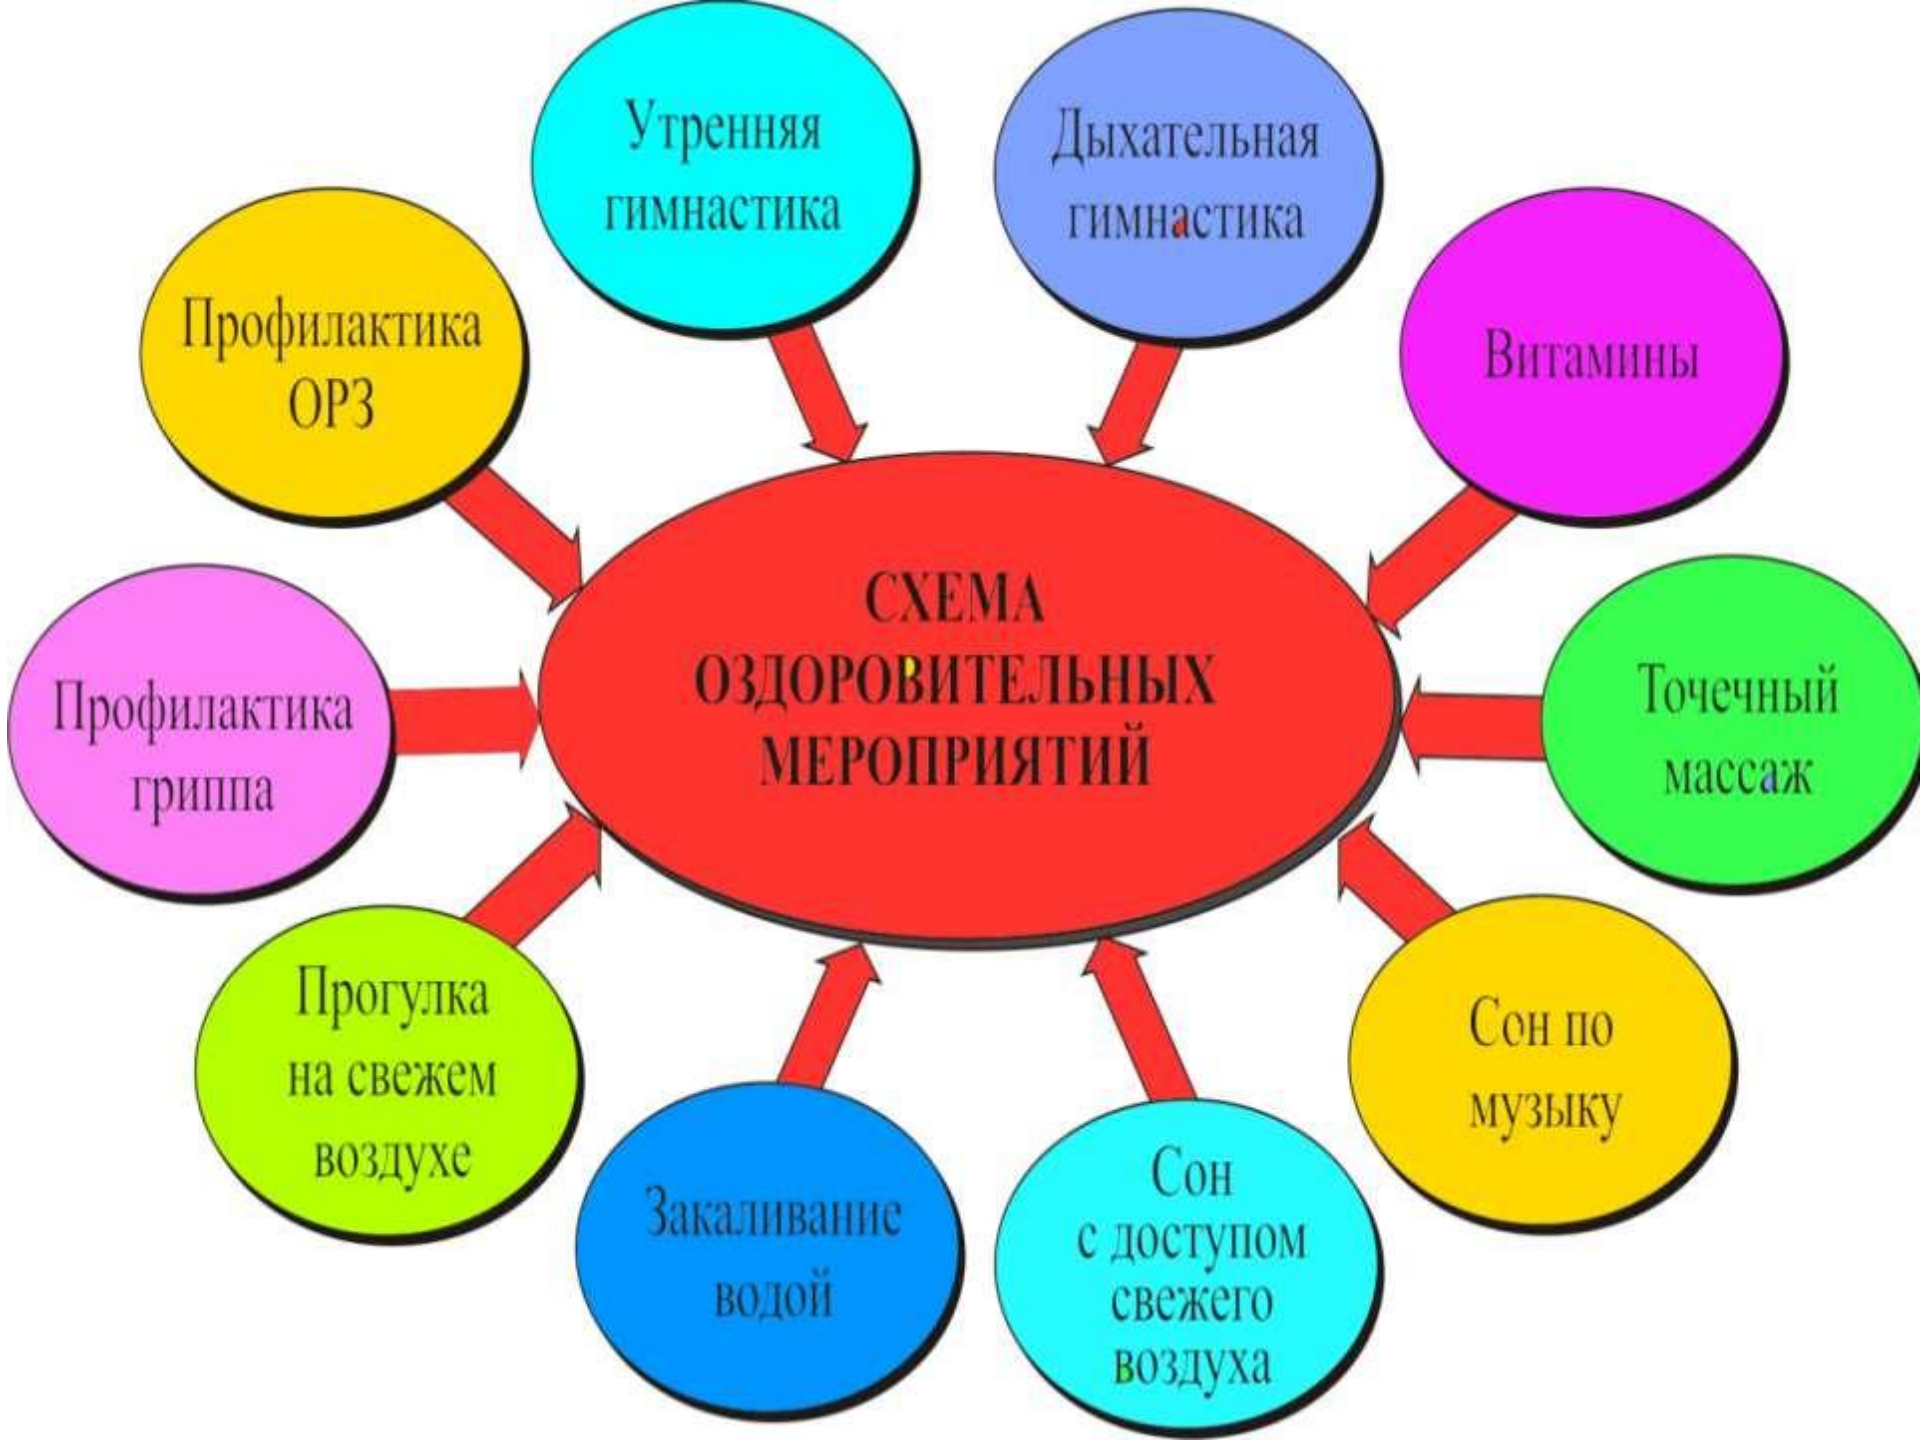 Утренняя
гимнастика
Дыхательная
гимнастика
Витамины
Профилактика
ОРЗ
СХЕМА
ОЗДОРОВИТЕЛЬНЫХ
МЕРОПРИЯТИЙ
Точечный
массаж
Профилактика
гриппа
Сон по
музыку
Прогулка
на свежем
воздухе
Закаливание
водой
Сон
с доступом
свежего
воздуха